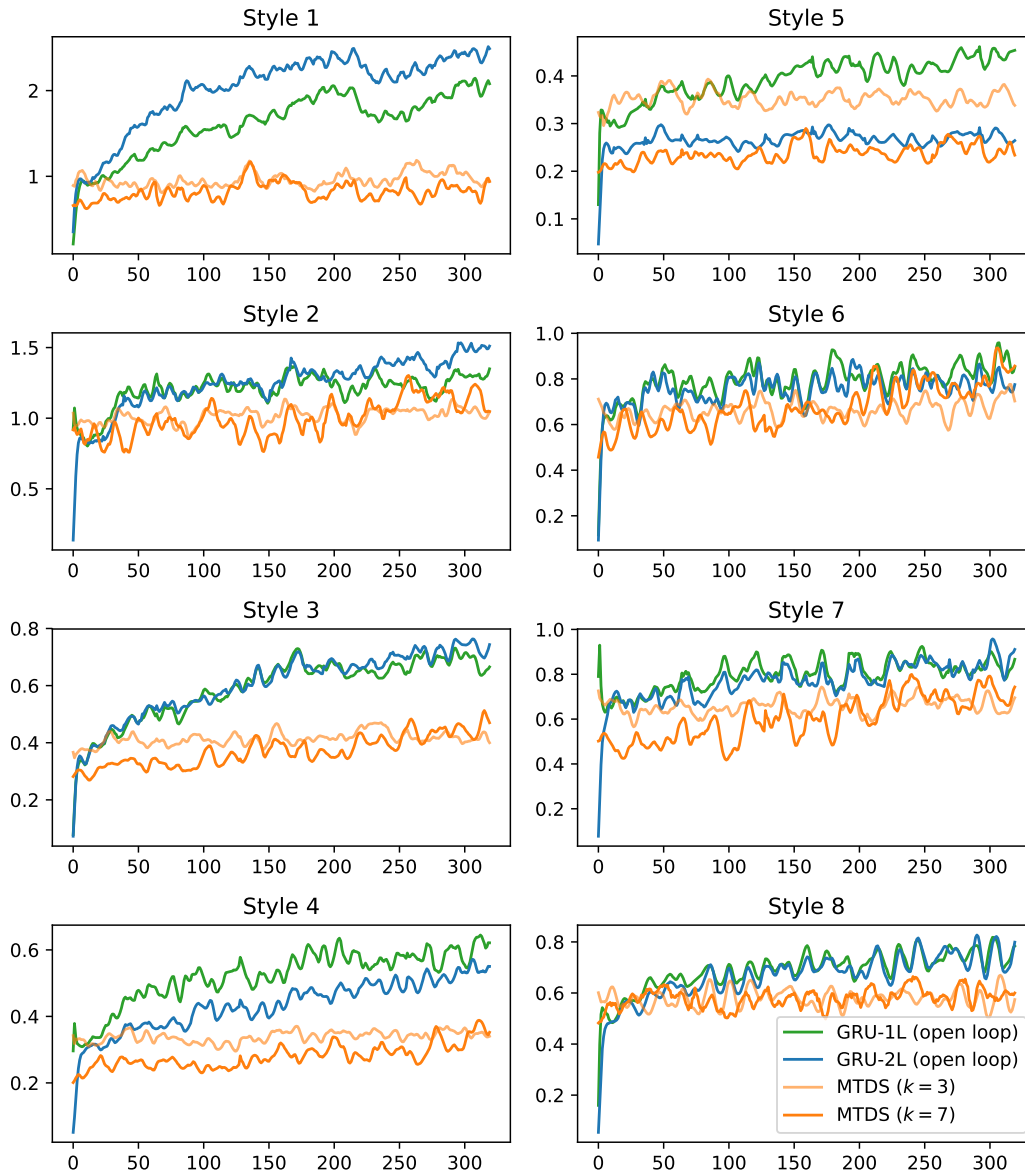 Style 1
2
1
0 50 100 150 200 250 300
Style 5
0.4
0.3
0.2
0.1
0 50 100 150 200 250 300
Style 2
1.5
1.0
0.5
0 50 100 150 200 250 300
Style 6
1.0
0.8
0.6
0.4
0.2
0 50 100 150 200 250 300
Style 3
0.8
0.6
0.4
0.2
0 50 100 150 200 250 300
Style 7
1.0
0.8
0.6
0.4
0.2
0 50 100 150 200 250 300
Style 4
0.6
0.4
0.2
0 50 100 150 200 250 300
Style 8
0.8
0.6
0.4
0.2
0 50 100 150 200 250 300
GRU-1L (open loop)
GRU-2L (open loop)
MTDS (k = 3)
MTDS (k = 7)